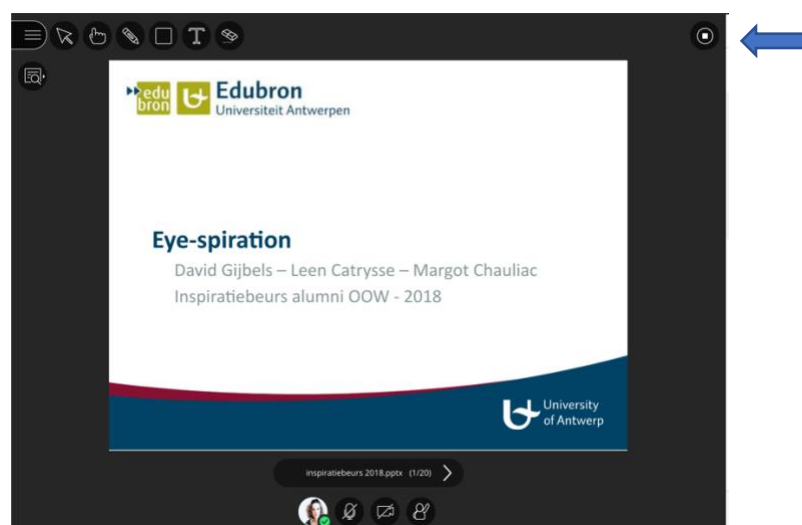 T
edu
bron
Edubron
Universiteit Antwerpen
Eye-spiration
David Gijbels – Leen Catrysse – Margot Chauliac
Inspiratiebeurs alumni OOW - 2018
University
of Antwerp
inspiratiebeurs 2018.pptx (1/20)